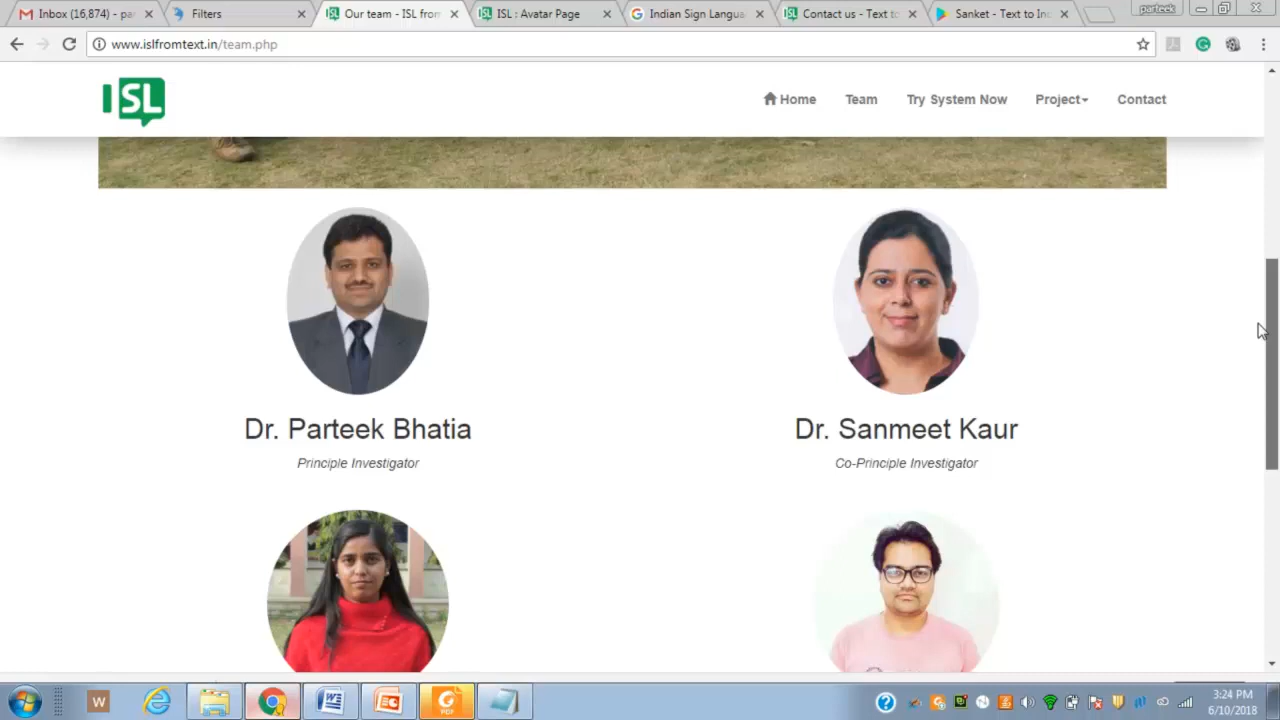 Inbox (16,874) - pa
Filters
Our team - ISL from
ISL : Avatar Page
Indian Sign Langua
Contact us - Text to
Sanket - Text to In
parteek
www.islfromtext.in/team.php
ISL
Home
Team
Try System Now
Project
Contact
Dr. Parteek Bhatia
Dr. Sanmeet Kaur
Principle Investigator
Co-Principle Investigator
W
PDF
3:24 PM
6/10/2018